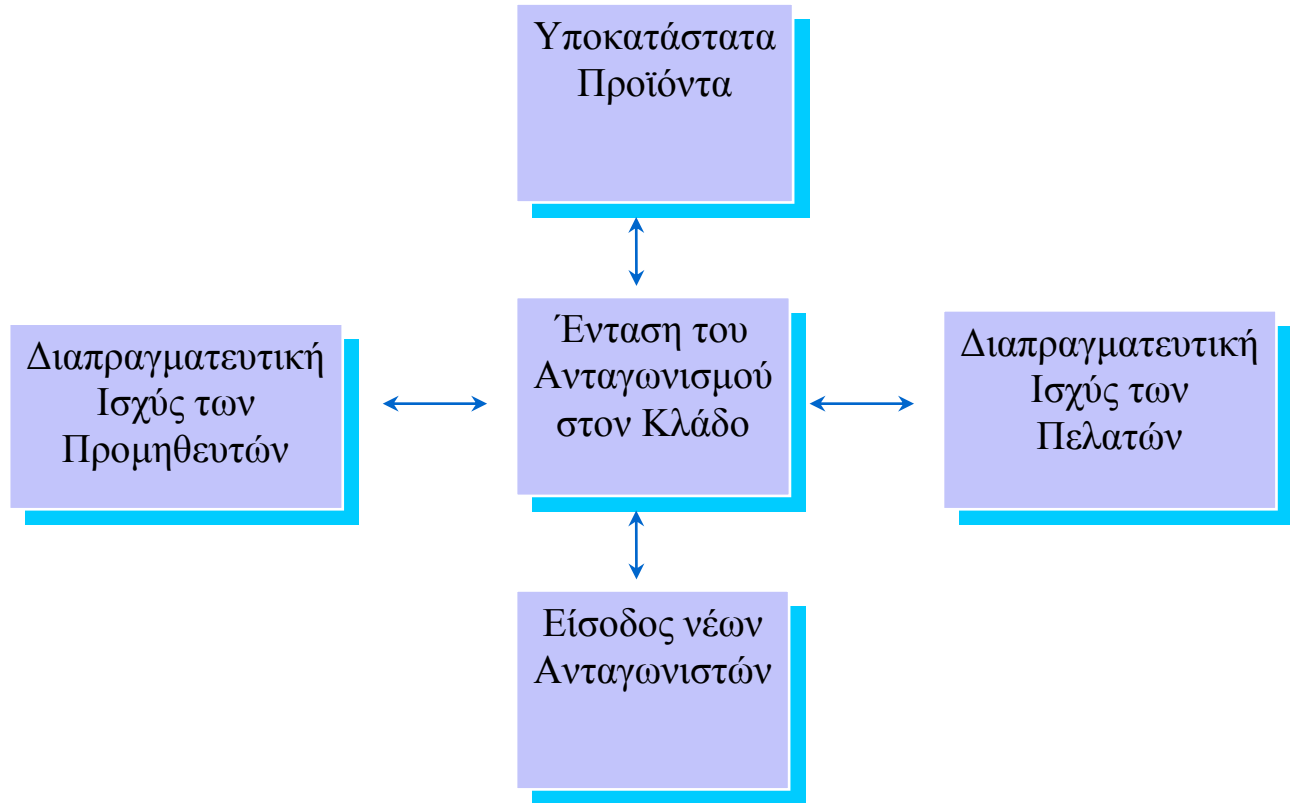 Υποκατάστατα
Προϊόντα
Διαπραγματευτική
Ισχύς των
Προμηθευτών
Ένταση του
Ανταγωνισμού
στον Κλάδο
Διαπραγματευτική
Ισχύς των
Πελατών
Είσοδος νέων
Ανταγωνιστών